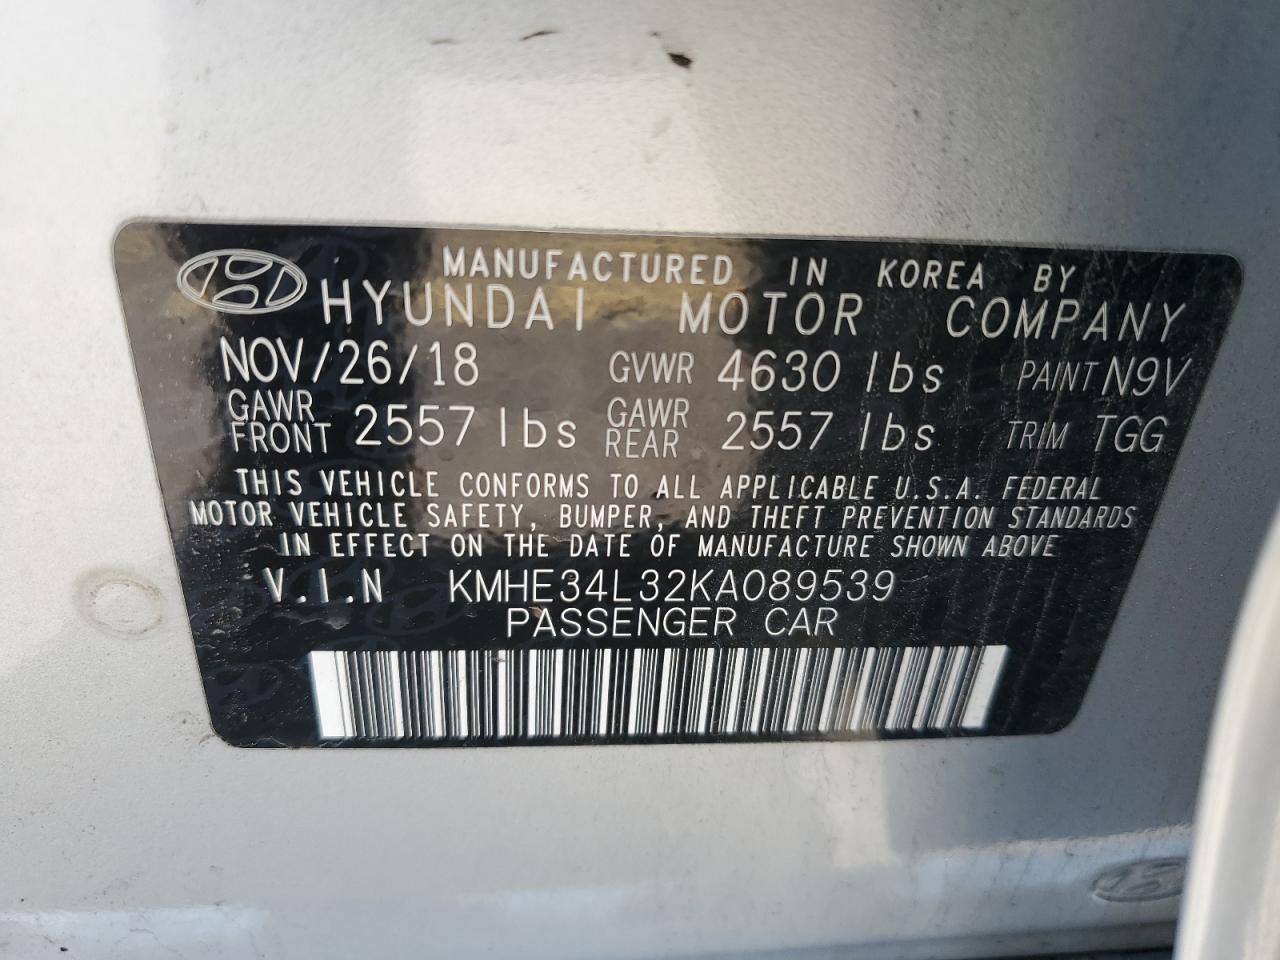 MANUFACTURED IN KOREA BY
HYUNDAI MOTOR COMPANY
NOV/26/18 GVWR 4630 lbs PAINT N9V
GAWR FRONT 2557 lbs GAWR REAR 2557 lbs TRIM TGG
THIS VEHICLE CONFORMS TO ALL APPLICABLE U.S.A. FEDERAL
MOTOR VEHICLE SAFETY, BUMPER, AND THEFT PREVENTION STANDARDS
IN EFFECT ON THE DATE OF MANUFACTURE SHOWN ABOVE
V.I.N KMHE34L32KA089539
PASSENGER CAR